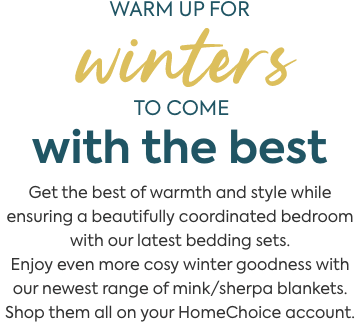 WARM UP FOR
winters
TO COME
with the best
Get the best of warmth and style while
ensuring a beautifully coordinated bedroom
with our latest bedding sets.
Enjoy even more cosy winter goodness with
our newest range of mink/sherpa blankets.
Shop them all on your HomeChoice account.